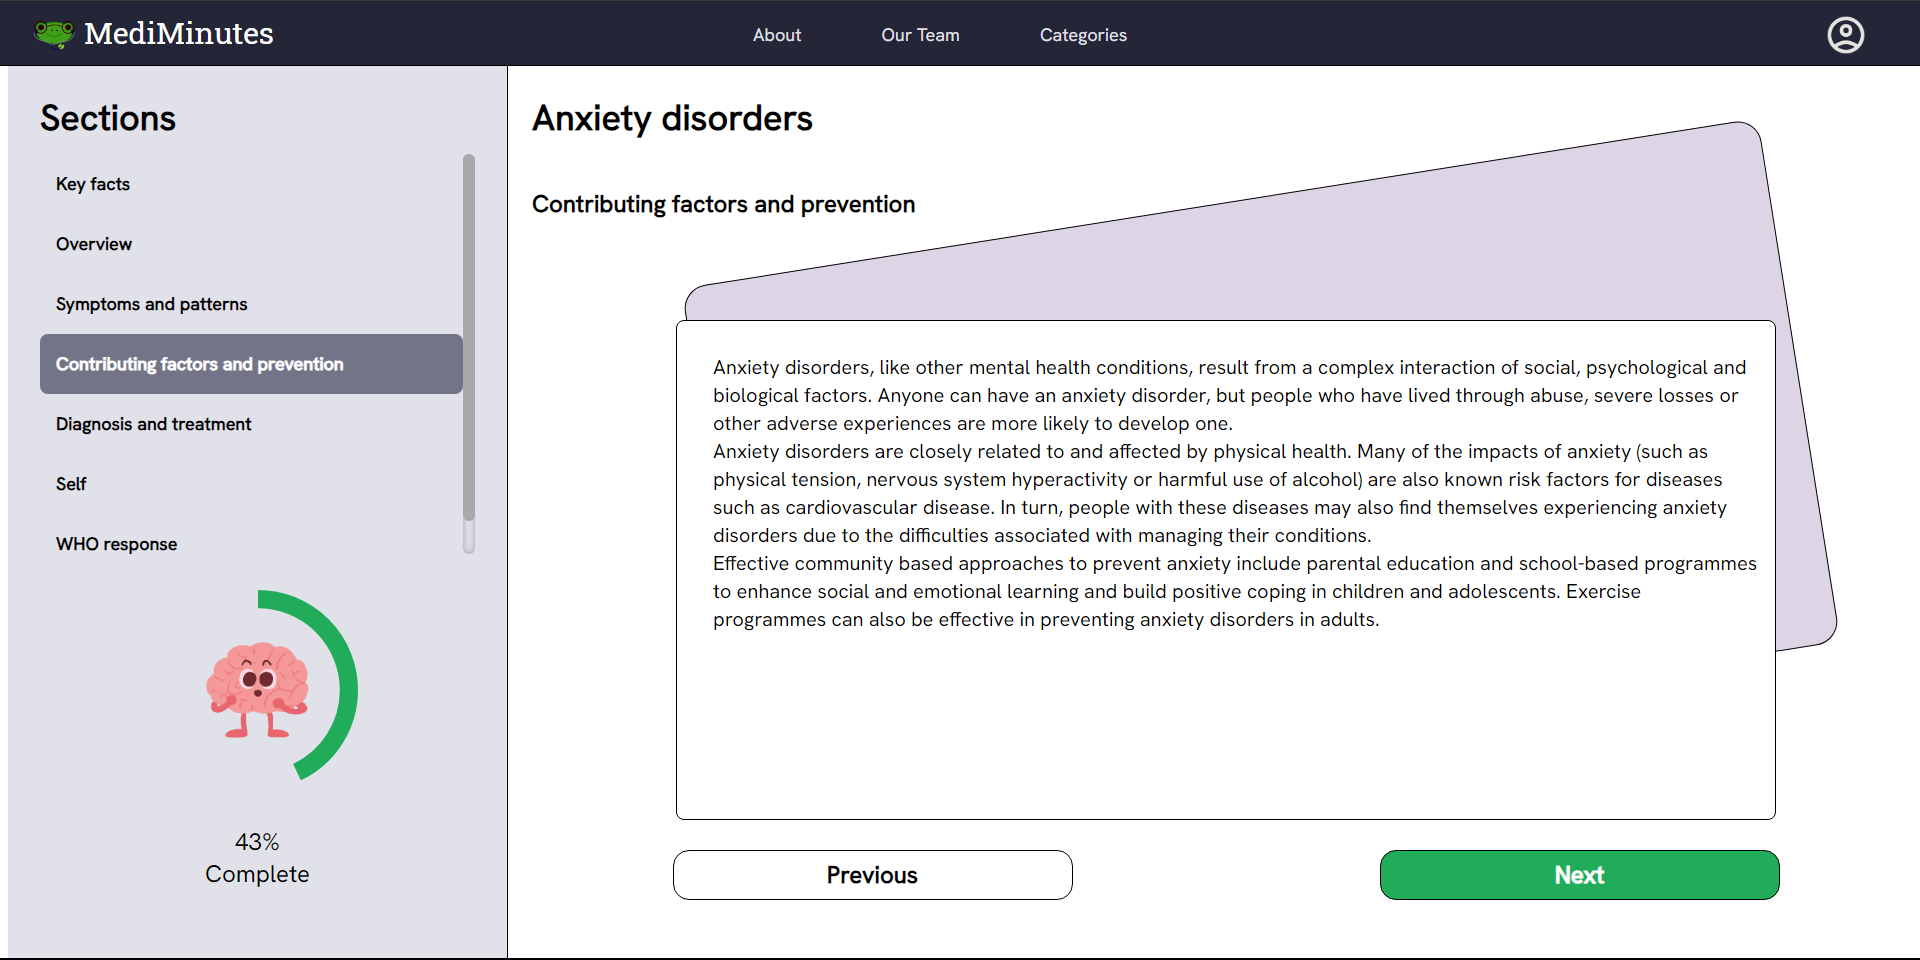 MediMinutes
About
Our Team
Categories
Sections
Key facts
Overview
Symptoms and patterns
Contributing factors and prevention
Diagnosis and treatment
Self
WHO response
43%
Complete
Anxiety disorders
Contributing factors and prevention
Anxiety disorders, like other mental health conditions, result from a complex interaction of social, psychological and
biological factors. Anyone can have an anxiety disorder, but people who have lived through abuse, severe losses or
other adverse experiences are more likely to develop one.
Anxiety disorders are closely related to and affected by physical health. Many of the impacts of anxiety (such as
physical tension, nervous system hyperactivity or harmful use of alcohol) are also known risk factors for diseases
such as cardiovascular disease. In turn, people with these diseases may also find themselves experiencing anxiety
disorders due to the difficulties associated with managing their conditions.
Effective community based approaches to prevent anxiety include parental education and school-based programmes
to enhance social and emotional learning and build positive coping in children and adolescents. Exercise
programmes can also be effective in preventing anxiety disorders in adults.
Previous
Next